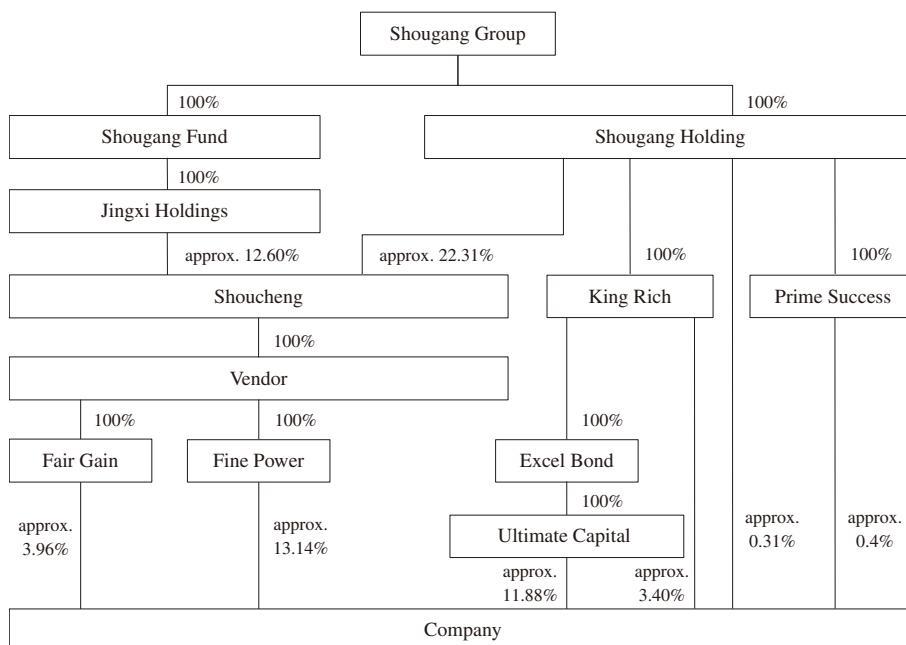 Shougang Group
100%
100%
Shougang Fund
Shougang Holding
100%
Jingxi Holdings
approx. 12.60%
approx. 22.31%
100%
100%
Shoucheng
King Rich
Prime Success
100%
Vendor
100%
100%
100%
Fair Gain
Fine Power
Excel Bond
100%
approx.
3.96%
approx.
13.14%
Ultimate Capital
approx.
0.31%
approx.
0.4%
approx.
11.88%
approx.
3.40%
Company